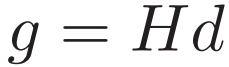 g = Hd